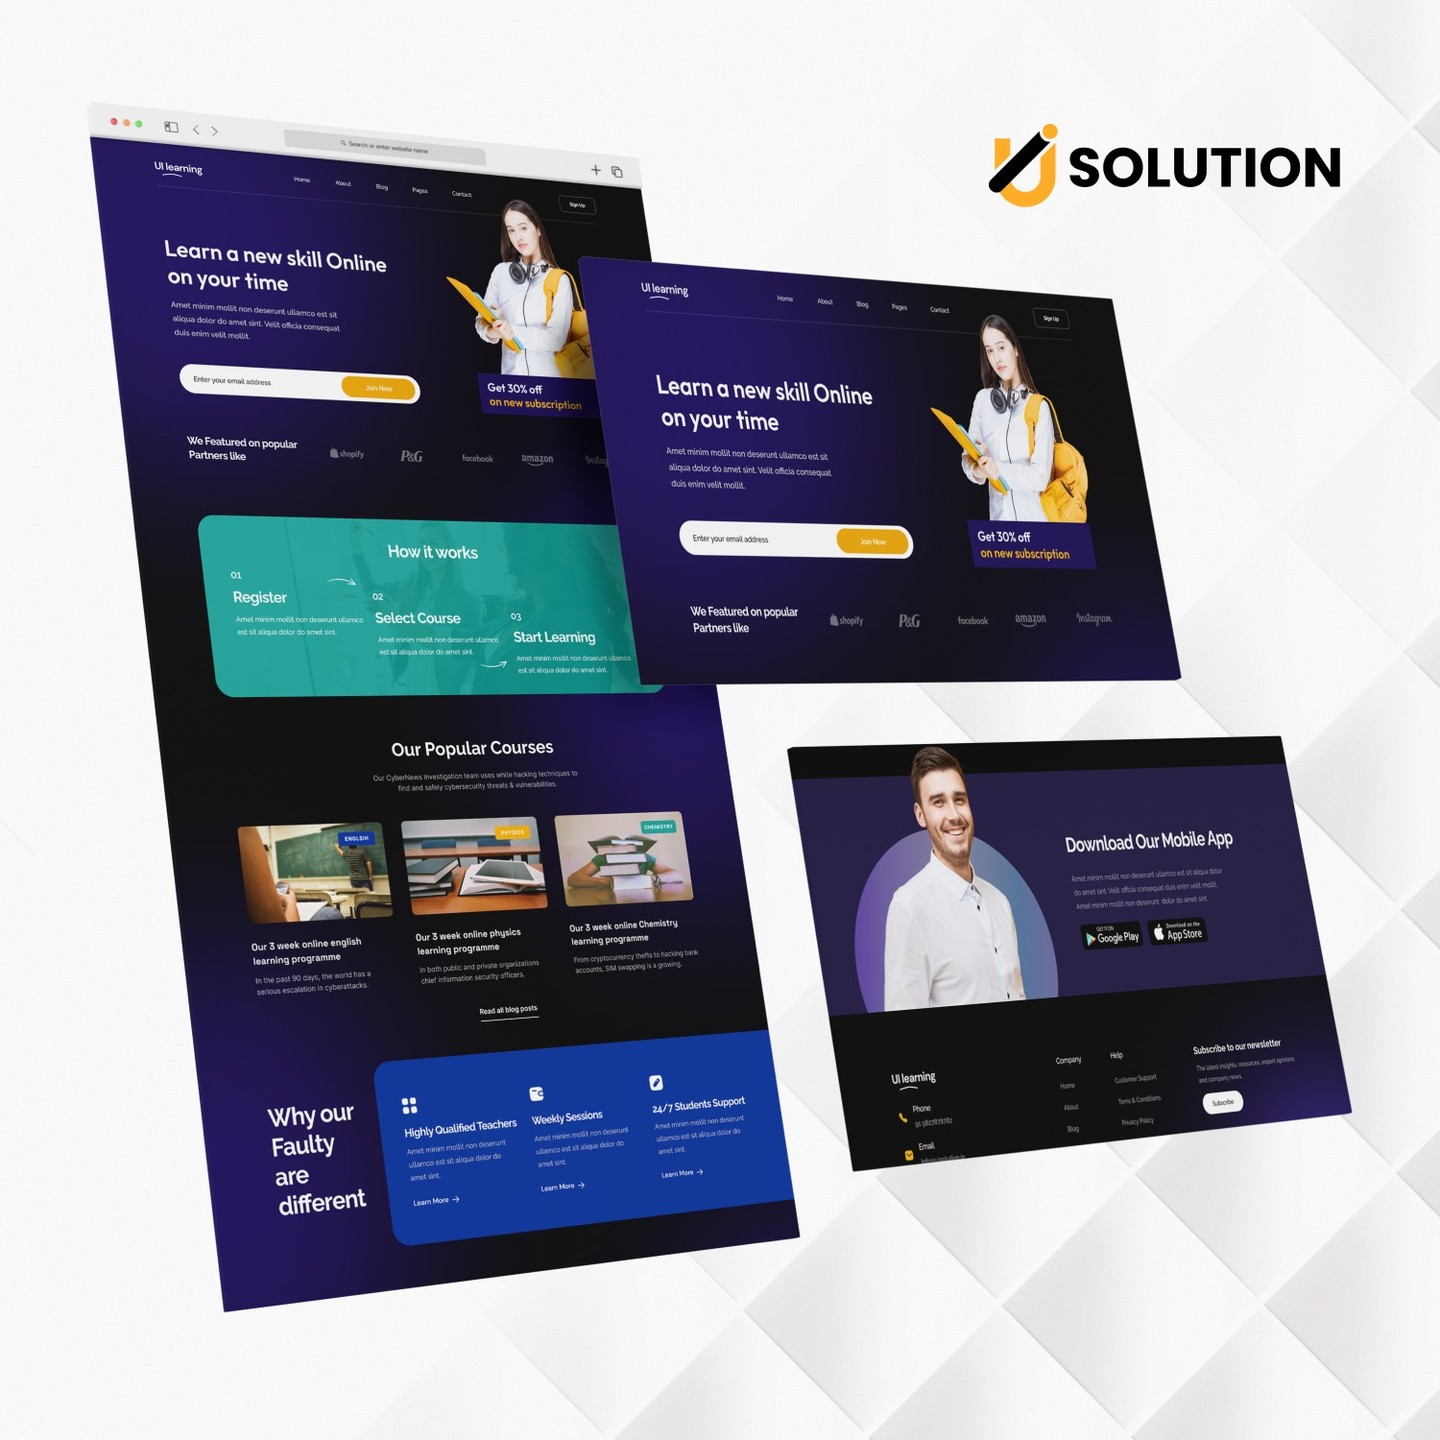 SOLUTION
Search or enter website name
UI learning
Home About Blog Pages Contact
Sign Up
Learn a new skill Online
on your time
Amet minim mollit non deserunt ullamco est sit
aliqua dolor do amet sint. Velit officia consequat
duis enim velit mollit.
Enter your email address
Join Now
Get 30% off
on new subscription
We Featured on popular
Partners like
shopify P&G facebook amazon
How it works
01
Register
Amet minim mollit non deserunt ullamco
est sit aliqua dolor do amet sint.
02
Select Course
Amet minim mollit non deserunt ullamco
est sit aliqua dolor do amet sint.
03
Start Learning
Amet minim mollit non deserunt ullamco
est sit aliqua dolor do amet sint.
Our Popular Courses
Our CyberNews Investigation team uses while hacking techniques to
find and safely cybersecurity threats & vulnerabilities.
ENGLSIH
PHYSICS
CHEMISTRY
Our 3 week online english
learning programme
In the past 90 days, the world has a
serious escalation in cyberattacks.
Our 3 week online physics
learning programme
In both public and private organizations
chief information security officers.
Our 3 week online Chemistry
learning programme
From cryptocurrency thefts to hacking bank
accounts, SIM swapping is a growing.
Read all blog posts
Why our
Faulty
are
different
Highly Qualified Teachers
Amet minim mollit non deserunt
ullamco est sit aliqua dolor do
amet sint.
Learn More
Weekly Sessions
Amet minim mollit non deserunt
ullamco est sit aliqua dolor do
amet sint.
Learn More
24/7 Students Support
Amet minim mollit non deserunt
ullamco est sit aliqua dolor do
amet sint.
Learn More
UI learning
Home About Blog Pages Contact
Sign Up
Learn a new skill Online
on your time
Amet minim mollit non deserunt ullamco est sit
aliqua dolor do amet sint. Velit officia consequat
duis enim velit mollit.
Enter your email address
Join Now
Get 30% off
on new subscription
We Featured on popular
Partners like
shopify P&G facebook amazon Instagram
Download Our Mobile App
Amet minim mollit non deserunt ullamco est sit aliqua dolor
do amet sint. Velit officia consequat duis enim velit mollit.
Amet minim mollit non deserunt dolor do amet sint.
GET IT ON
Google Play
Download on the
App Store
UI learning
Phone
Email
Company
Home
About
Blog
Help
Customer Support
Terms & Conditions
Privacy Policy
Subscribe to our newsletter
The latest insights, resources, expert opinions
and company news.
Subscribe